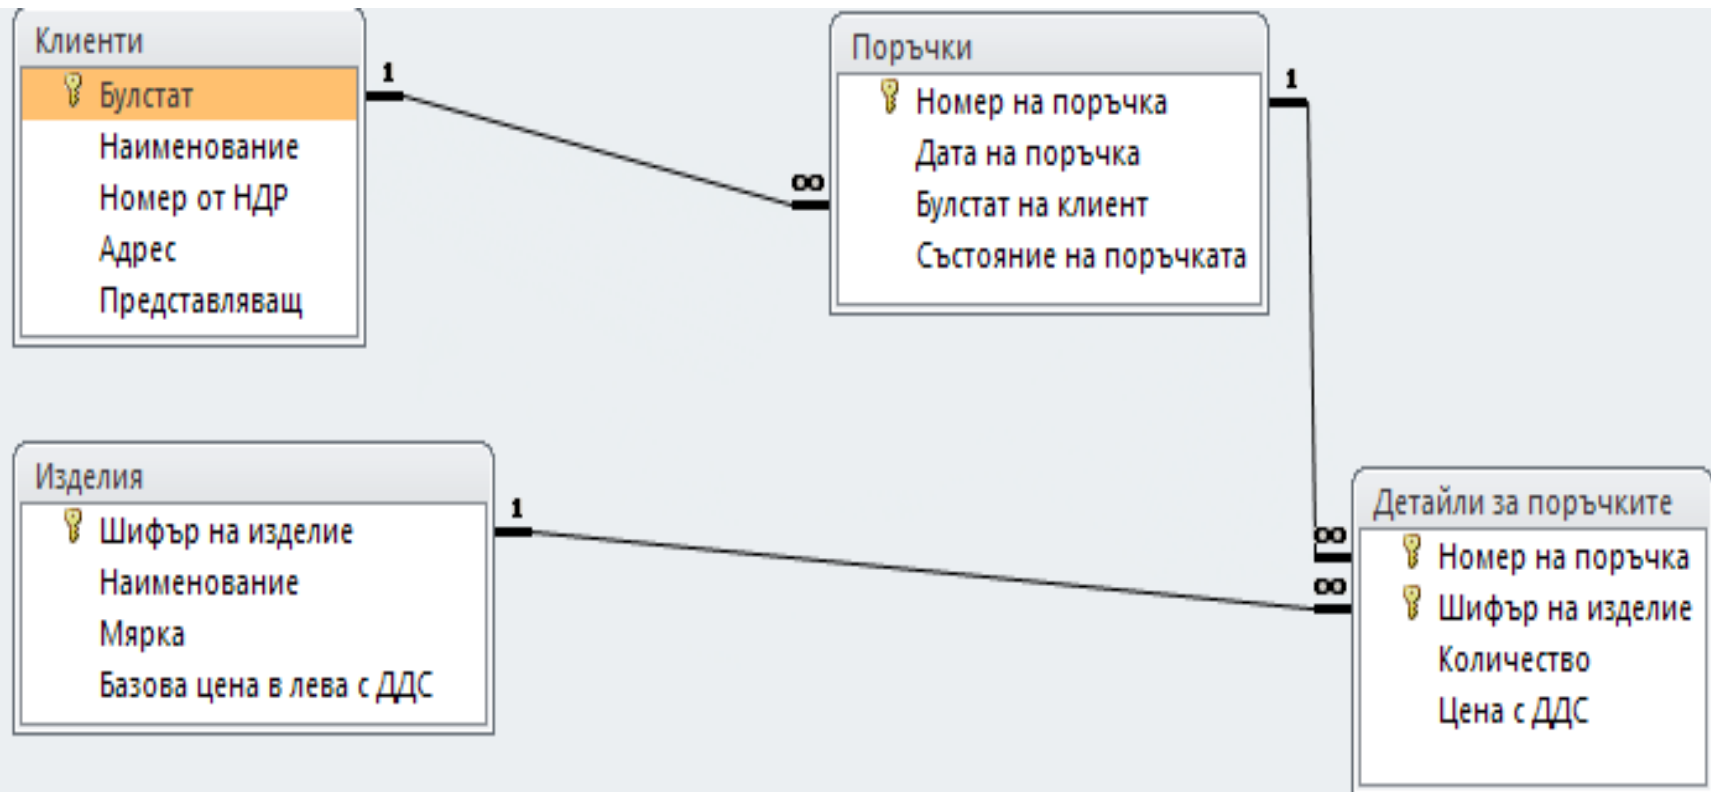 Клиенти
Булстат
Наименование
Номер от НДР
Адрес
Представляващ
1
∞
Поръчки
Номер на поръчка
Дата на поръчка
Булстат на клиент
Състояние на поръчката
1
Изделия
Шифър на изделие
Наименование
Мярка
Базова цена в лева с ДДС
1
∞
∞
Детайли за поръчките
Номер на поръчка
Шифър на изделие
Количество
Цена с ДДС